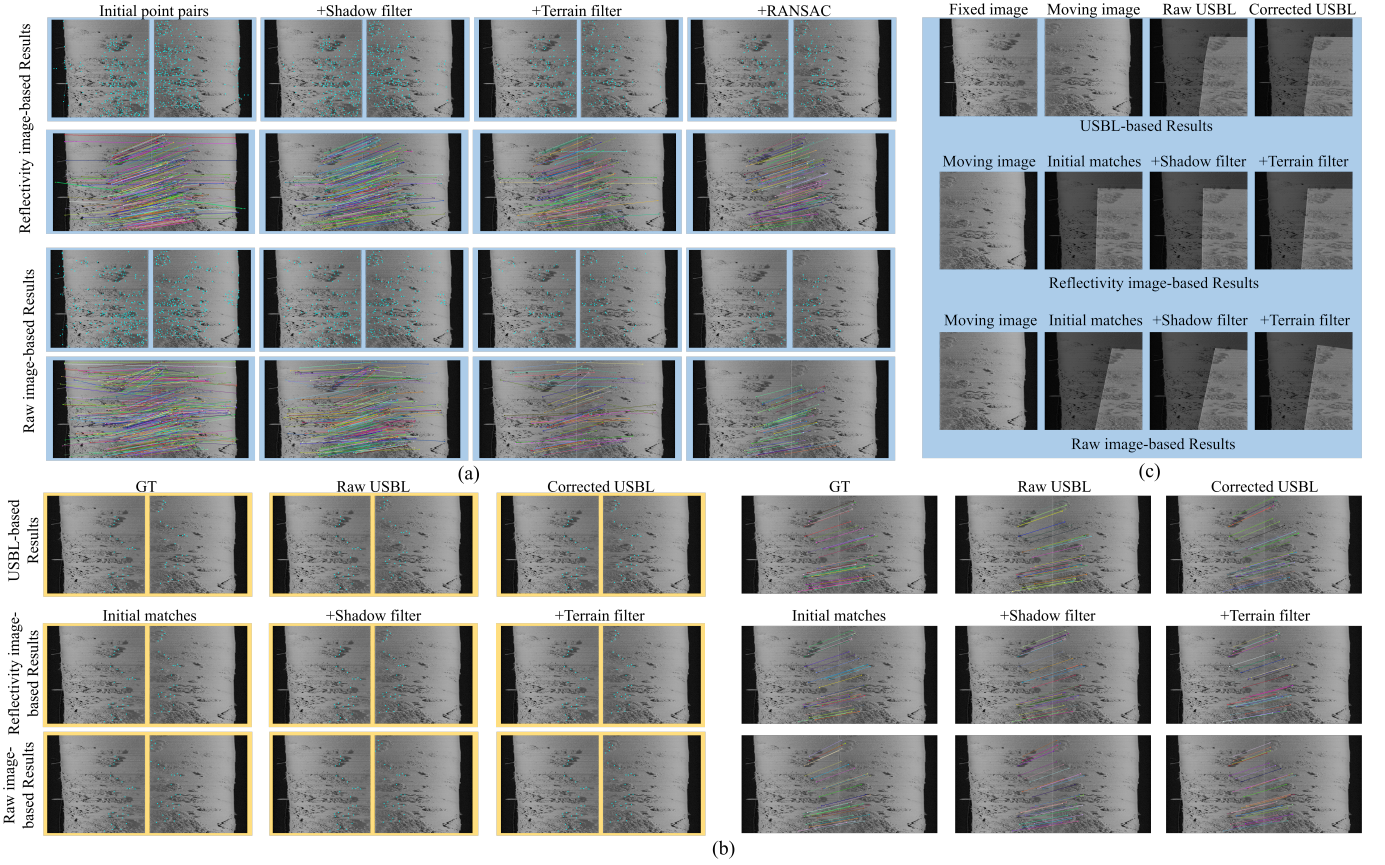 Initial point pairs
+Shadow filter
+Terrain filter
+RANSAC
Reflectivity image-based Results
Raw image-based Results
(a)
Fixed image
Moving image
Raw USBL
Corrected USBL
USBL-based Results
Moving image
Initial matches
+Shadow filter
+Terrain filter
Reflectivity image-based Results
Moving image
Initial matches
+Shadow filter
+Terrain filter
Raw image-based Results
(c)
GT
Raw USBL
Corrected USBL
GT
Raw USBL
Corrected USBL
USBL-based
Results
Initial matches
+Shadow filter
+Terrain filter
Initial matches
+Shadow filter
+Terrain filter
Reflectivity image-
based Results
Raw image-
based Results
(b)